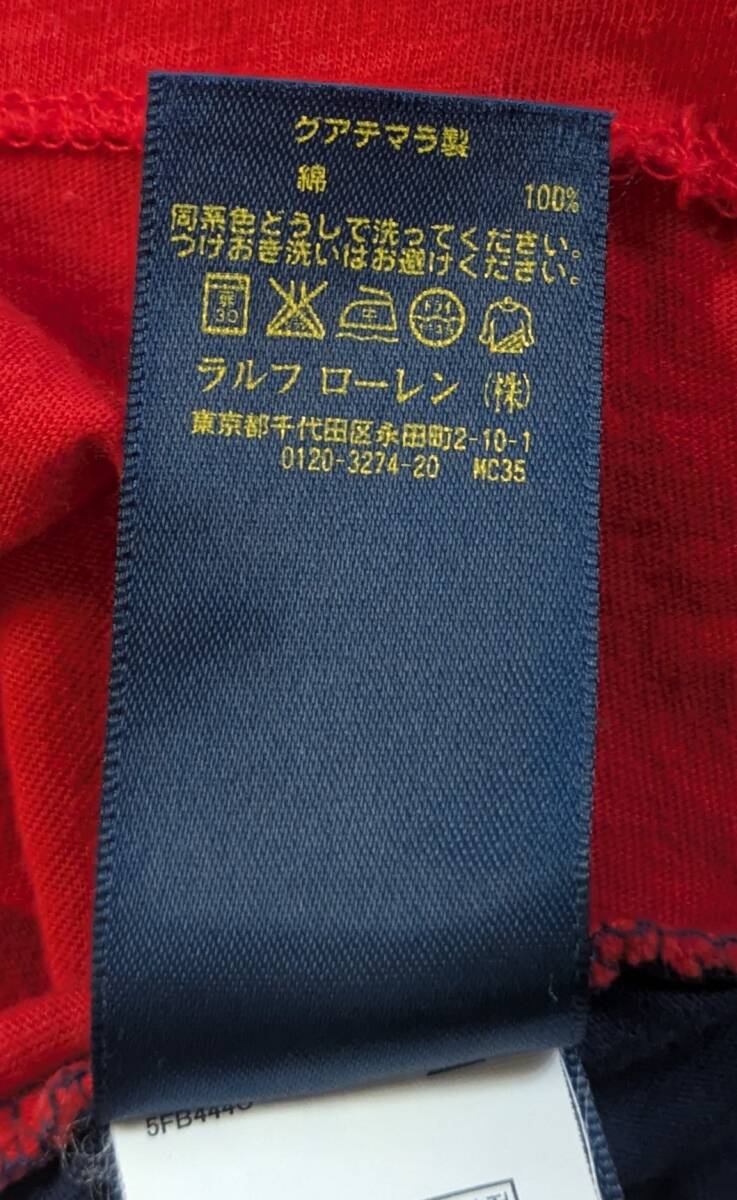 グアテマラ製
綿 100%
同系色どうしで洗ってください。
つけおき洗いはお避けください。
中
ラルフ ローレン (株)
東京都千代田区永田町2-10-1
0120-3274-20 MC35